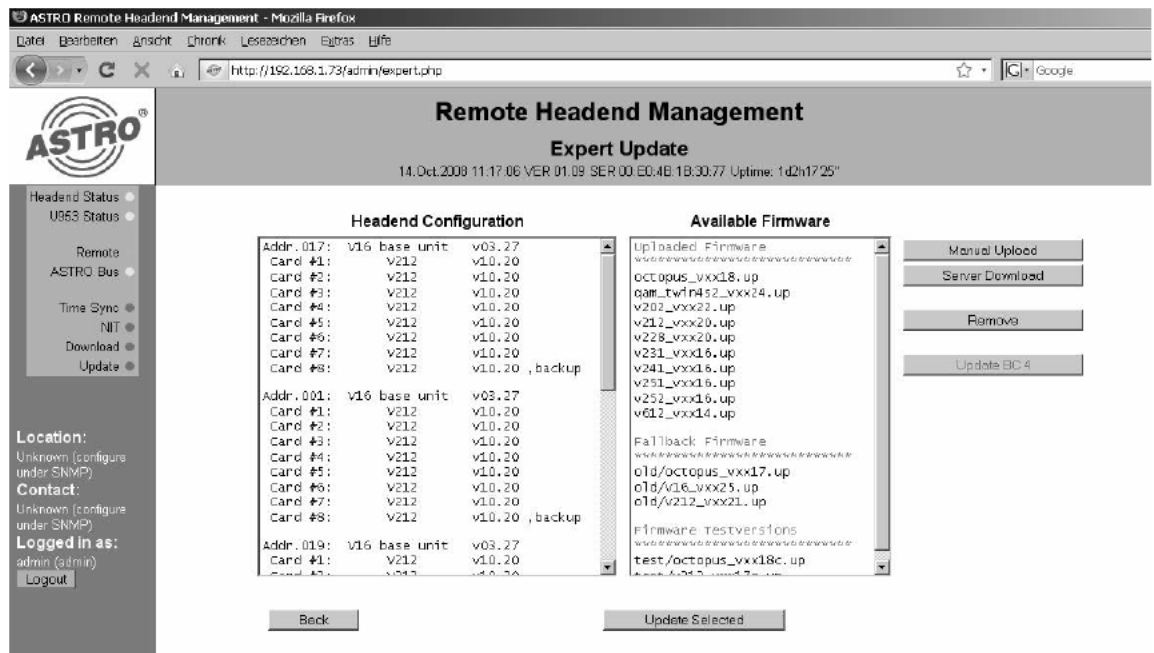 ASTRO Remote Headend Management - Mozilla Firefox
Datei Bearbeiten Ansicht Chronik Lesezeichen Extras Hilfe
http://192.168.1.73/admin/expert.php
Google
ASTRO®
Remote Headend Management
Expert Update
14.Oct.2008 11:17:06 VER 01.09 SER 00:E0:4B:1B:30:77 Uptime: 1d2h17'25"
Headend Status
U953 Status
Remote
ASTRO Bus
Time Sync
NIT
Download
Update
Location:
Unknown (configure
under SNMP)
Contact:
Unknown (configure
under SNMP)
Logged in as:
admin (admin)
Logout
Headend Configuration
Addr.017: V16 base unit v03.27
Card #1: V212 v10.20
Card #2: V212 v10.20
Card #3: V212 v10.20
Card #4: V212 v10.20
Card #5: V212 v10.20
Card #6: V212 v10.20
Card #7: V212 v10.20
Card #8: V212 v10.20 ,backup
Addr.001: V16 base unit v03.27
Card #1: V212 v10.20
Card #2: V212 v10.20
Card #3: V212 v10.20
Card #4: V212 v10.20
Card #5: V212 v10.20
Card #6: V212 v10.20
Card #7: V212 v10.20
Card #8: V212 v10.20 ,backup
Addr.019: V16 base unit v03.27
Card #1: V212 v10.20
Available Firmware
Uploaded Firmware
****************************
octopus_vxx18.up
qam_twin4s2_vxx24.up
v202_vxx22.up
v212_vxx20.up
v228_vxx20.up
v231_vxx16.up
v241_vxx16.up
v251_vxx16.up
v252_vxx16.up
v612_vxx14.up
Fallback Firmware
****************************
old/octopus_vxx17.up
old/v16_vxx25.up
old/v212_vxx21.up
Firmware Testversions
****************************
test/octopus_vxx18c.up
Manual Upload
Server Download
Remove
Update BC 4
Back
Update Selected